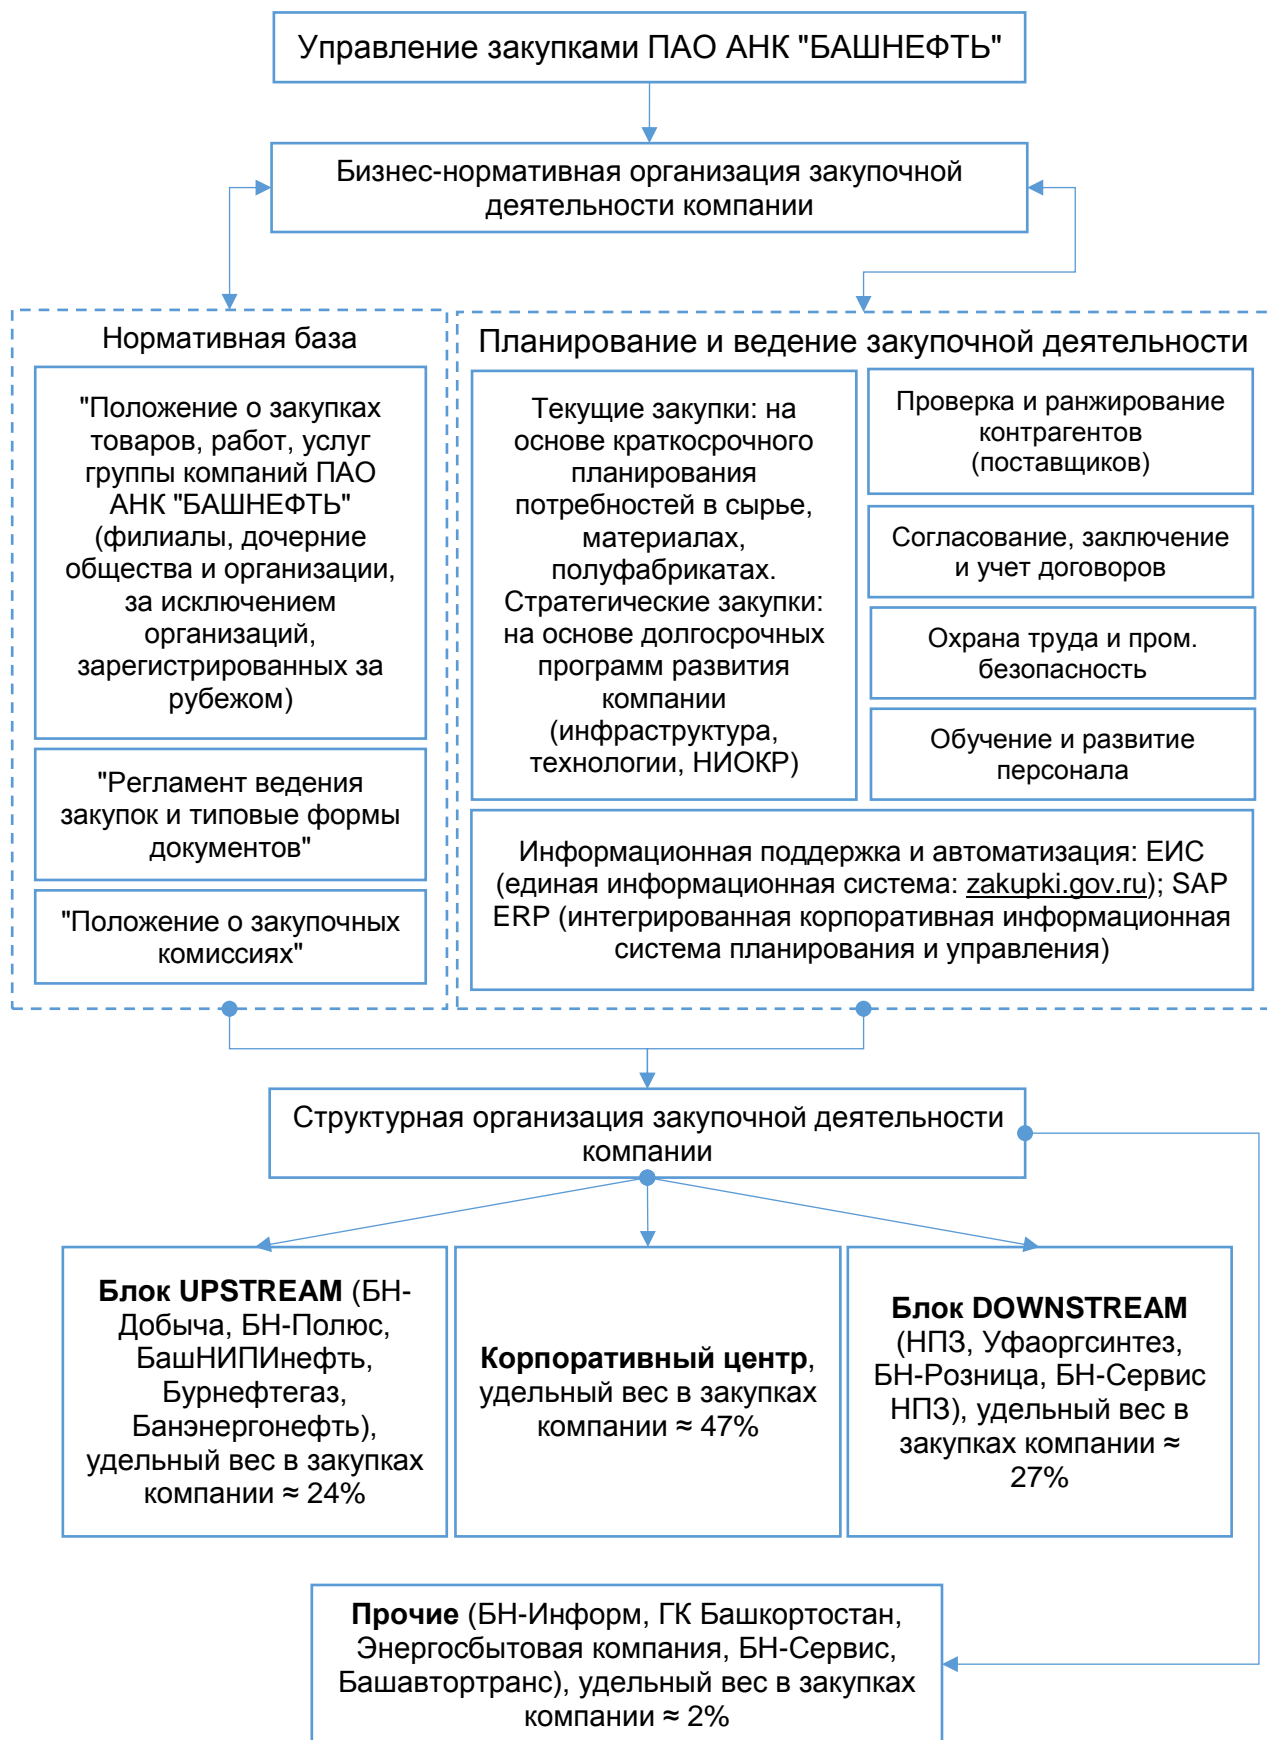 Управление закупками ПАО АНК "БАШНЕФТЬ"
Бизнес-нормативная организация закупочной
деятельности компании
Нормативная база
"Положение о закупках
товаров, работ, услуг
группы компаний ПАО
АНК "БАШНЕФТЬ"
(филиалы, дочерние
общества и организации,
за исключением
организаций,
зарегистрированных за
рубежом)
"Регламент ведения
закупок и типовые формы
документов"
"Положение о закупочных
комиссиях"
Планирование и ведение закупочной деятельности
Текущие закупки: на
основе краткосрочного
планирования
потребностей в сырье,
материалах,
полуфабрикатах.
Стратегические закупки:
на основе долгосрочных
программ развития
компании
(инфраструктура,
технологии, НИОКР)
Проверка и ранжирование
контрагентов
(поставщиков)
Согласование, заключение
и учет договоров
Охрана труда и пром.
безопасность
Обучение и развитие
персонала
Информационная поддержка и автоматизация: ЕИС
(единая информационная система: zakupki.gov.ru); SAP
ERP (интегрированная корпоративная информационная
система планирования и управления)
Структурная организация закупочной деятельности
компании
Блок UPSTREAM (БН-
Добыча, БН-Полюс,
БашНИПИнефть,
Бурнефтегаз,
Банэнергонефть),
удельный вес в закупках
компании ≈ 24%
Корпоративный центр,
удельный вес в закупках
компании ≈ 47%
Блок DOWNSTREAM
(НПЗ, Уфаоргсинтез,
БН-Розница, БН-Сервис
НПЗ), удельный вес в
закупках компании ≈
27%
Прочие (БН-Информ, ГК Башкортостан,
Энергосбытовая компания, БН-Сервис,
Башавтортранс), удельный вес в закупках
компании ≈ 2%